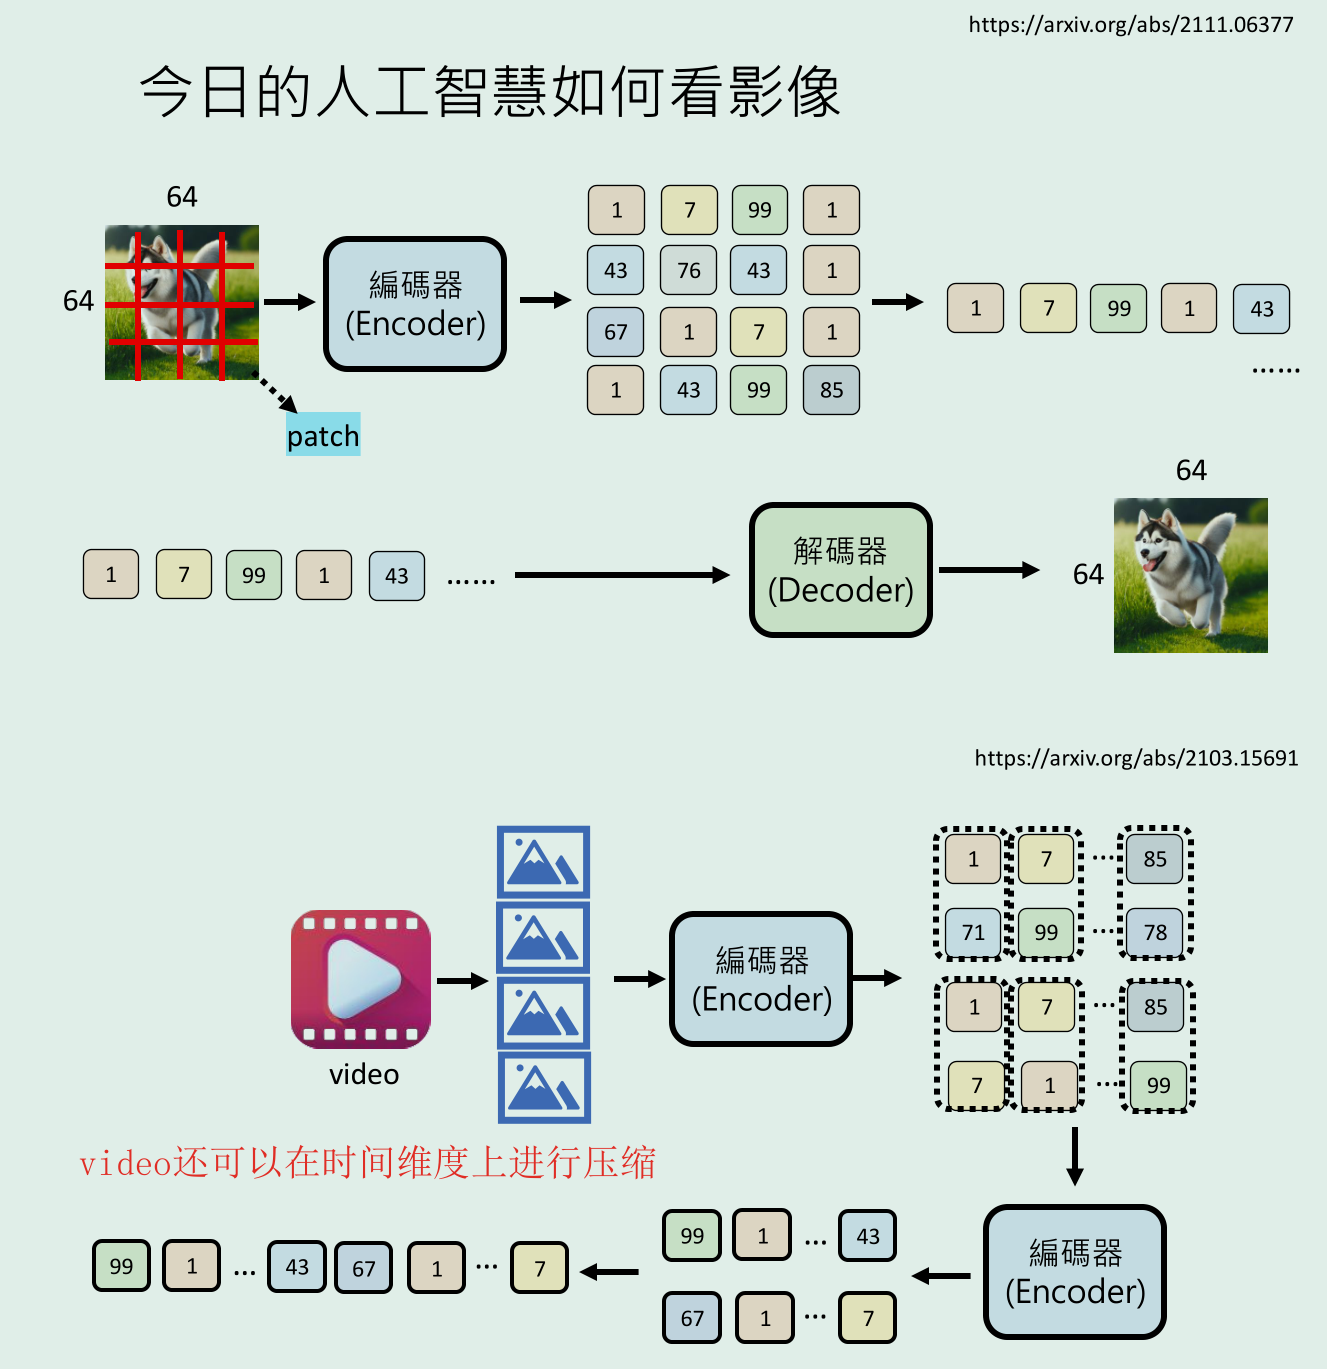 https://arxiv.org/abs/2111.06377
今日的人工智慧如何看影像
64
64
編碼器
(Encoder)
patch
1 7 99 1
43 76 43 1
67 1 7 1
1 43 99 85
1 7 99 1 43
......
1 7 99 1 43 ......
解碼器
(Decoder)
64
64
https://arxiv.org/abs/2103.15691
video
編碼器
(Encoder)
1 7 ... 85
71 99 ... 78
1 7 ... 85
7 1 ... 99
video还可以在时间维度上进行压缩
編碼器
(Encoder)
99 1 ... 43
67 1 ... 7
99 1 ... 43 67 1 ... 7